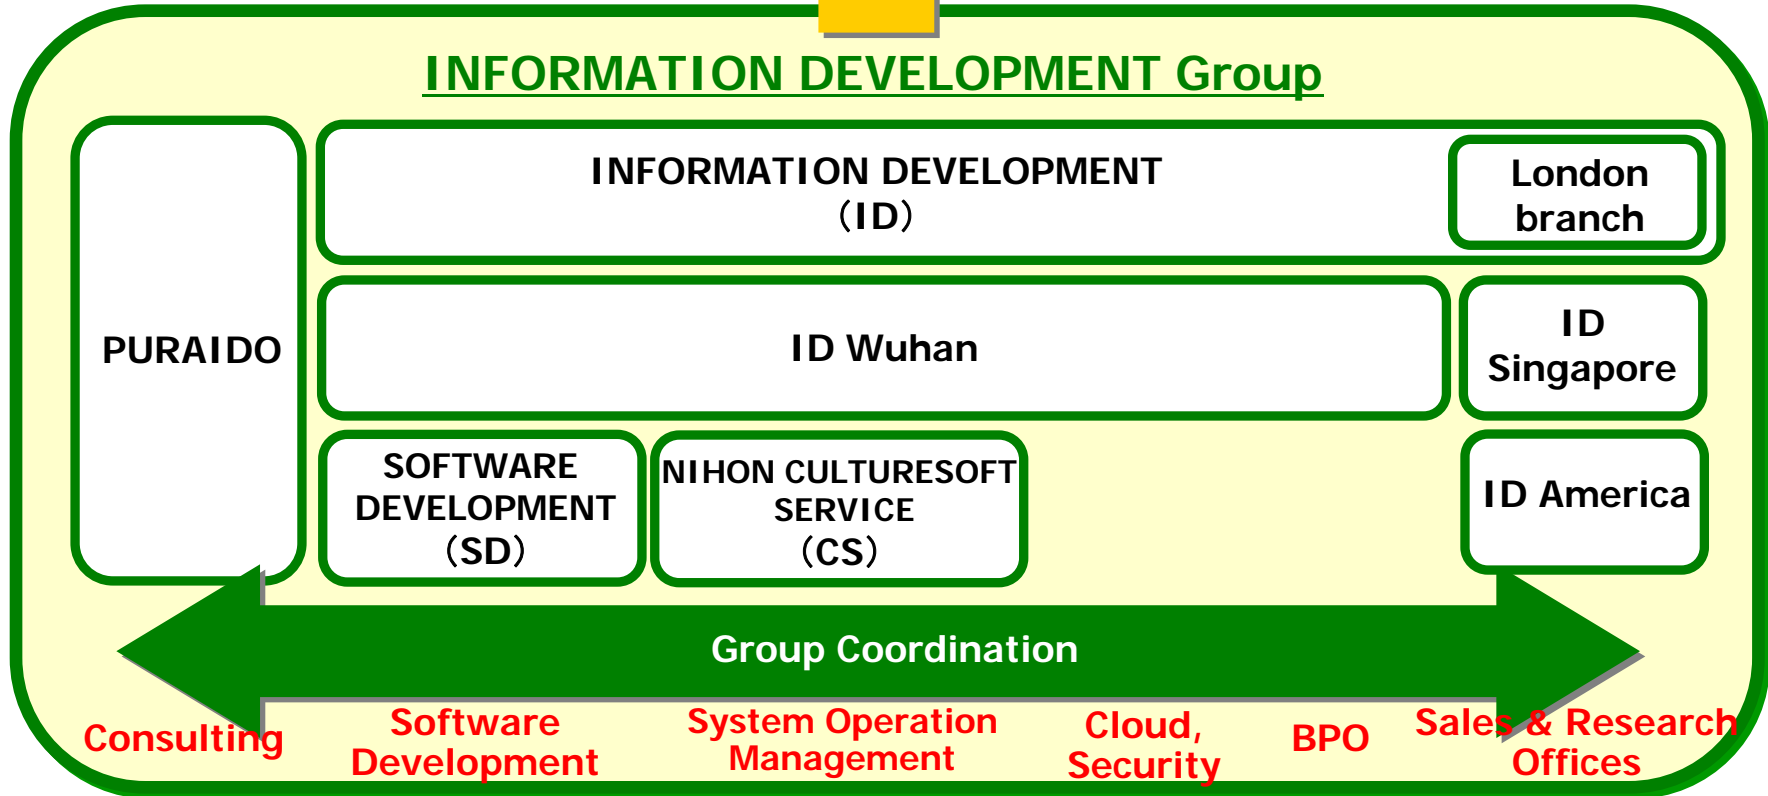 INFORMATION DEVELOPMENT Group
INFORMATION DEVELOPMENT
（ID）
London
branch
PURAIDO
ID Wuhan
ID
Singapore
SOFTWARE
DEVELOPMENT
（SD）
NIHON CULTURESOFT
SERVICE
（CS）
ID America
Group Coordination
Consulting
Software
Development
System Operation
Management
Cloud,
Security
BPO
Sales & Research
Offices